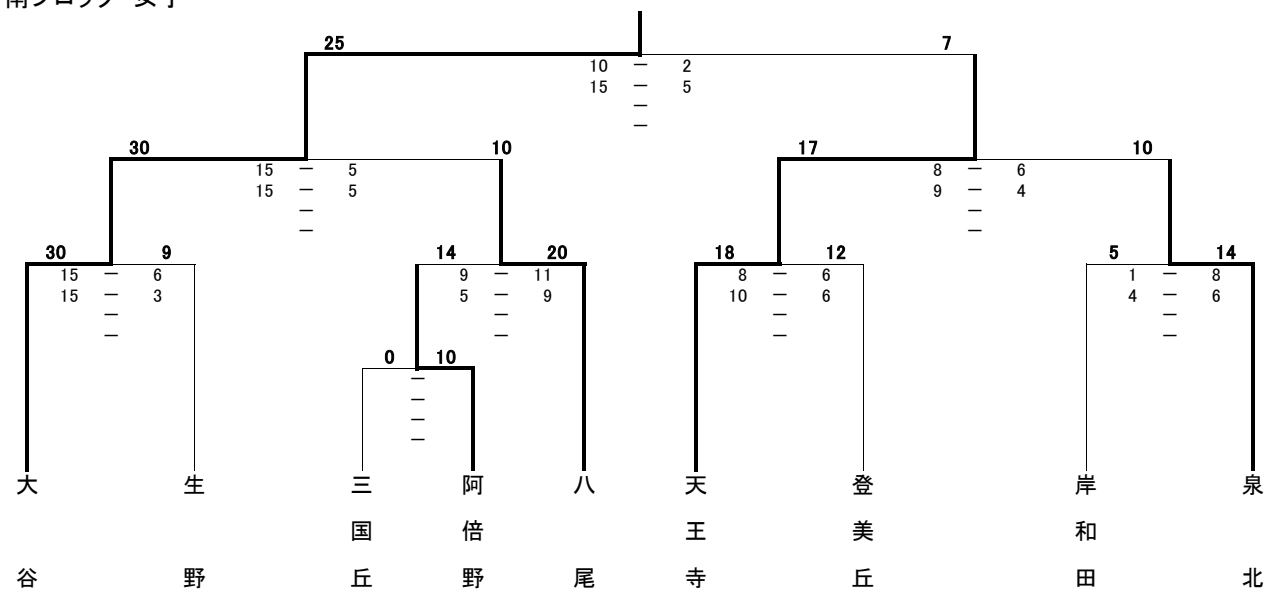 南ブロック 女子
25 7
10 ー 2
15 ー 5
ー
ー
30 10 17 10
15 ー 5 8 ー 6
15 ー 5 9 ー 4
ー ー
ー ー
30 9 14 20 18 12 5 14
15 ー 6 9 ー 11 8 ー 6 1 ー 8
15 ー 3 5 ー 9 10 ー 6 4 ー 6
ー ー ー ー
ー ー ー ー
0 10
ー
ー
ー
ー
大谷
生野
三国丘
阿倍野
八尾
天王寺
登美丘
岸和田
泉北